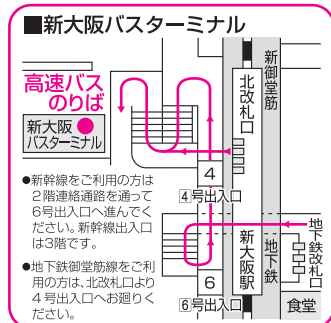 ■新大阪バスターミナル
高速バス
のりば
新大阪
バスターミナル
新御堂筋
北改札口
4
4号出入口
新大阪駅
地下鉄
地下鉄改札口
6
6号出入口
食堂
●新幹線をご利用の方は
2階連絡通路を通って
6号出入口へ進んでく
ださい。新幹線出入口
は3階です。
●地下鉄御堂筋線をご利
用の方は、北改札口より
4号出入口へお廻りく
ださい。